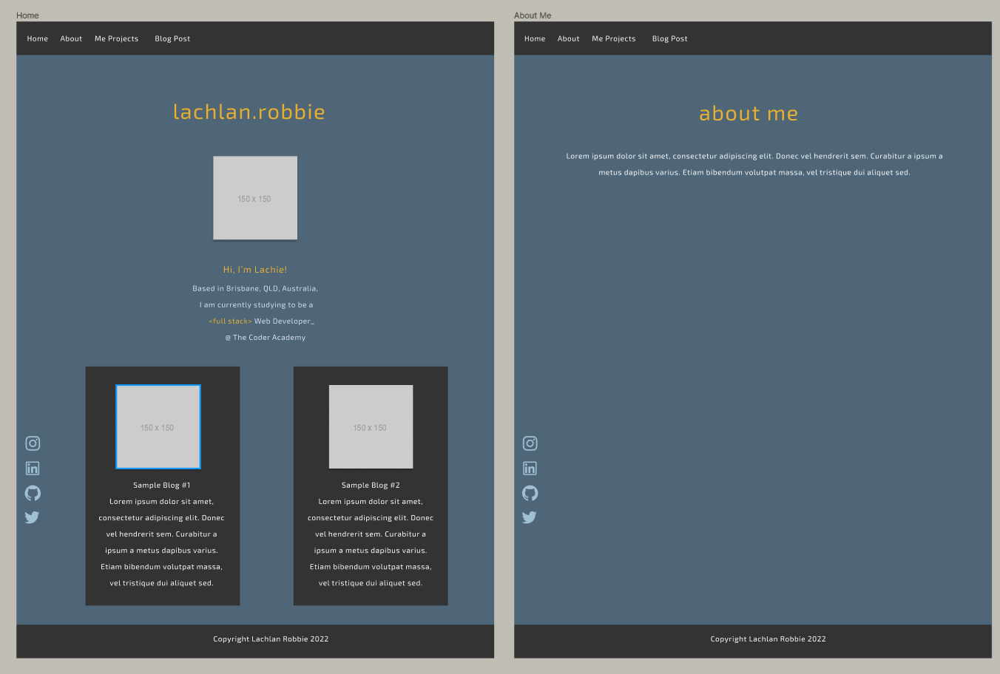 Home
Home About Me Projects Blog Post
lachlan.robbie
150 x 150
Hi, I'm Lachie!
Based in Brisbane, QLD, Australia,
I am currently studying to be a
<full stack> Web Developer_
@ The Coder Academy
150 x 150
Sample Blog #1
Lorem ipsum dolor sit amet,
consectetur adipiscing elit. Donec
vel hendrerit sem. Curabitur a
ipsum a metus dapibus varius.
Etiam bibendum volutpat massa,
vel tristique dui aliquet sed.
150 x 150
Sample Blog #2
Lorem ipsum dolor sit amet,
consectetur adipiscing elit. Donec
vel hendrerit sem. Curabitur a
ipsum a metus dapibus varius.
Etiam bibendum volutpat massa,
vel tristique dui aliquet sed.
in
Copyright Lachlan Robbie 2022
About Me
Home About Me Projects Blog Post
about me
Lorem ipsum dolor sit amet, consectetur adipiscing elit. Donec vel hendrerit sem. Curabitur a ipsum a
metus dapibus varius. Etiam bibendum volutpat massa, vel tristique dui aliquet sed.
in
Copyright Lachlan Robbie 2022